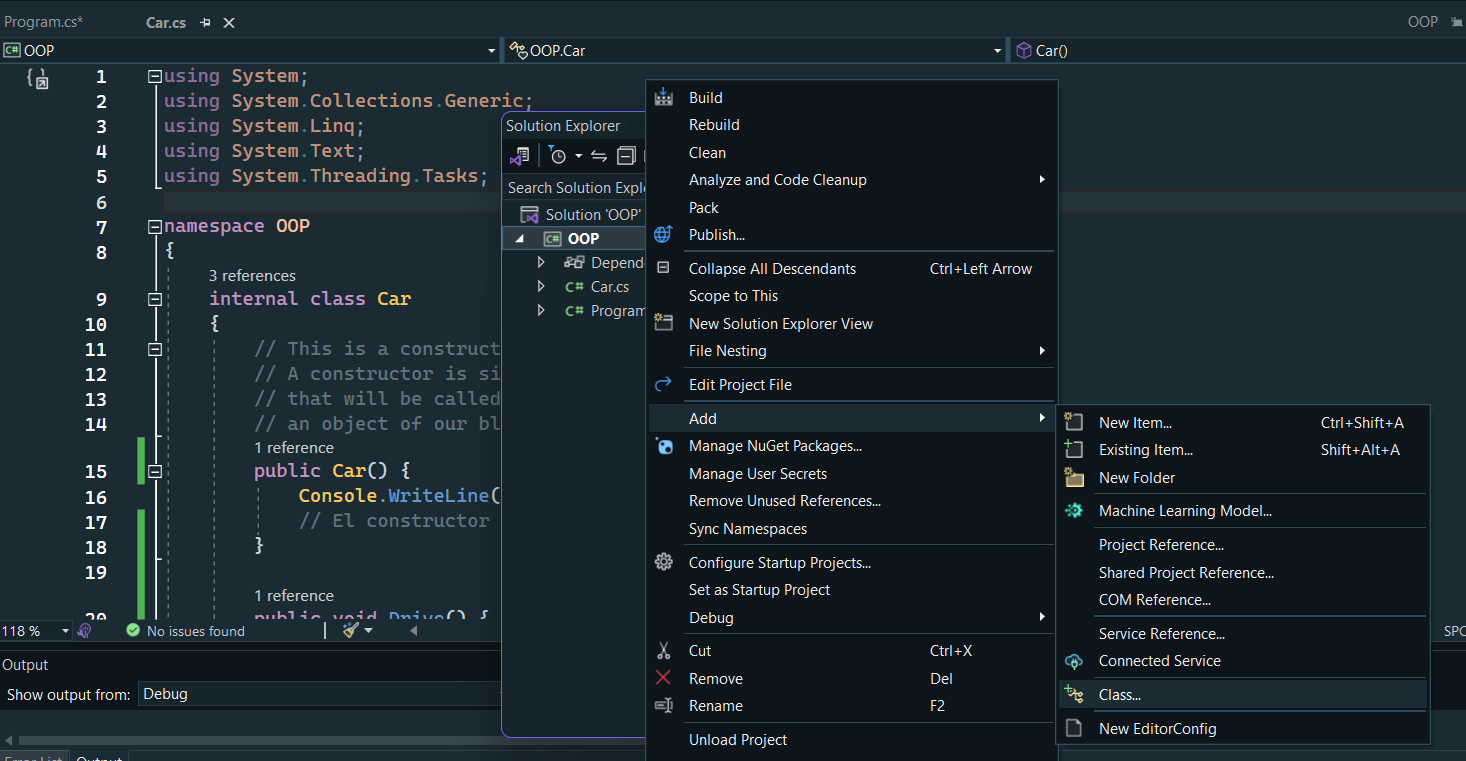 Program.cs*
Car.cs
OOP
C# OOP
OOP.Car
Car()
1 using System;
2 using System.Collections.Generic;
3 using System.Linq;
4 using System.Text;
5 using System.Threading.Tasks;
6
7 namespace OOP
8 {
3 references
9 internal class Car
10 {
11 // This is a construct
12 // A constructor is si
13 // that will be called
14 // an object of our bl
1 reference
15 public Car() {
16 Console.WriteLine(
17 // El constructor
18 }
19
1 reference
20 public void Drive() {
118 %
No issues found
SPC
Output
Show output from: Debug
Error List
Output
Solution Explorer
Search Solution Explo
Solution 'OOP'
C# OOP
Depend
C# Car.cs
C# Program
Build
Rebuild
Clean
Analyze and Code Cleanup
Pack
Publish...
Collapse All Descendants Ctrl+Left Arrow
Scope to This
New Solution Explorer View
File Nesting
Edit Project File
Add
Manage NuGet Packages...
Manage User Secrets
Remove Unused References...
Sync Namespaces
Configure Startup Projects...
Set as Startup Project
Debug
Cut Ctrl+X
Remove Del
Rename F2
Unload Project
New Item... Ctrl+Shift+A
Existing Item... Shift+Alt+A
New Folder
Machine Learning Model...
Project Reference...
Shared Project Reference...
COM Reference...
Service Reference...
Connected Service
Class...
New EditorConfig